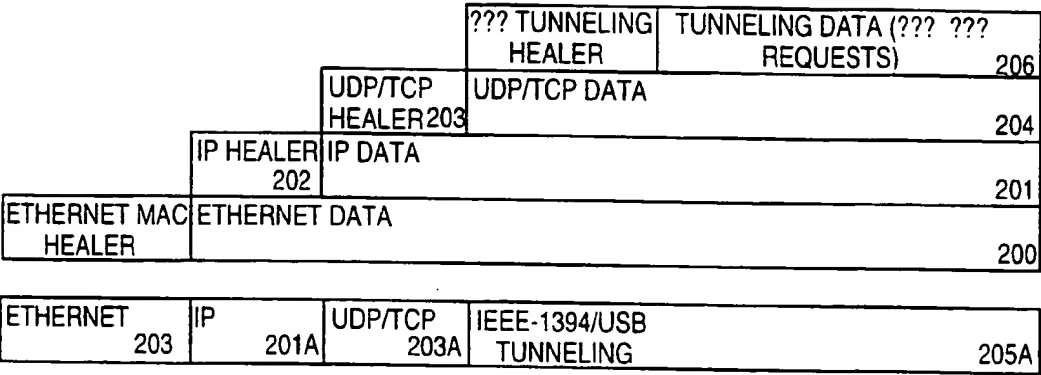 ??? TUNNELING
HEALER
TUNNELING DATA (??? ???
REQUESTS)
206
UDP/TCP
HEALER 203
UDP/TCP DATA
204
IP HEALER
202
IP DATA
201
ETHERNET MAC
HEALER
ETHERNET DATA
200
ETHERNET
203
IP
201A
UDP/TCP
203A
IEEE-1394/USB
TUNNELING
205A